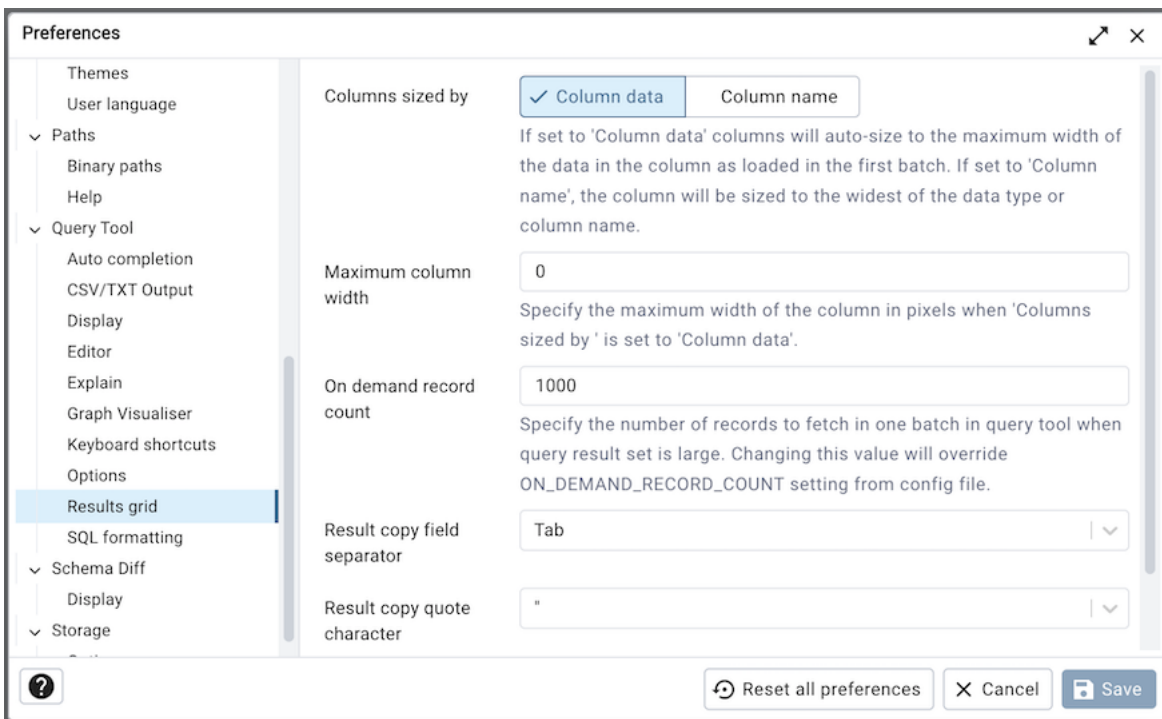 Preferences
Themes
User language
Paths
Binary paths
Help
Query Tool
Auto completion
CSV/TXT Output
Display
Editor
Explain
Graph Visualiser
Keyboard shortcuts
Options
Results grid
SQL formatting
Schema Diff
Display
Storage
Columns sized by
Column data
Column name
If set to 'Column data' columns will auto-size to the maximum width of
the data in the column as loaded in the first batch. If set to 'Column
name', the column will be sized to the widest of the data type or
column name.
Maximum column
width
0
Specify the maximum width of the column in pixels when 'Columns
sized by ' is set to 'Column data'.
On demand record
count
1000
Specify the number of records to fetch in one batch in query tool when
query result set is large. Changing this value will override
ON_DEMAND_RECORD_COUNT setting from config file.
Result copy field
separator
Tab
Result copy quote
character
"
?
Reset all preferences
Cancel
Save